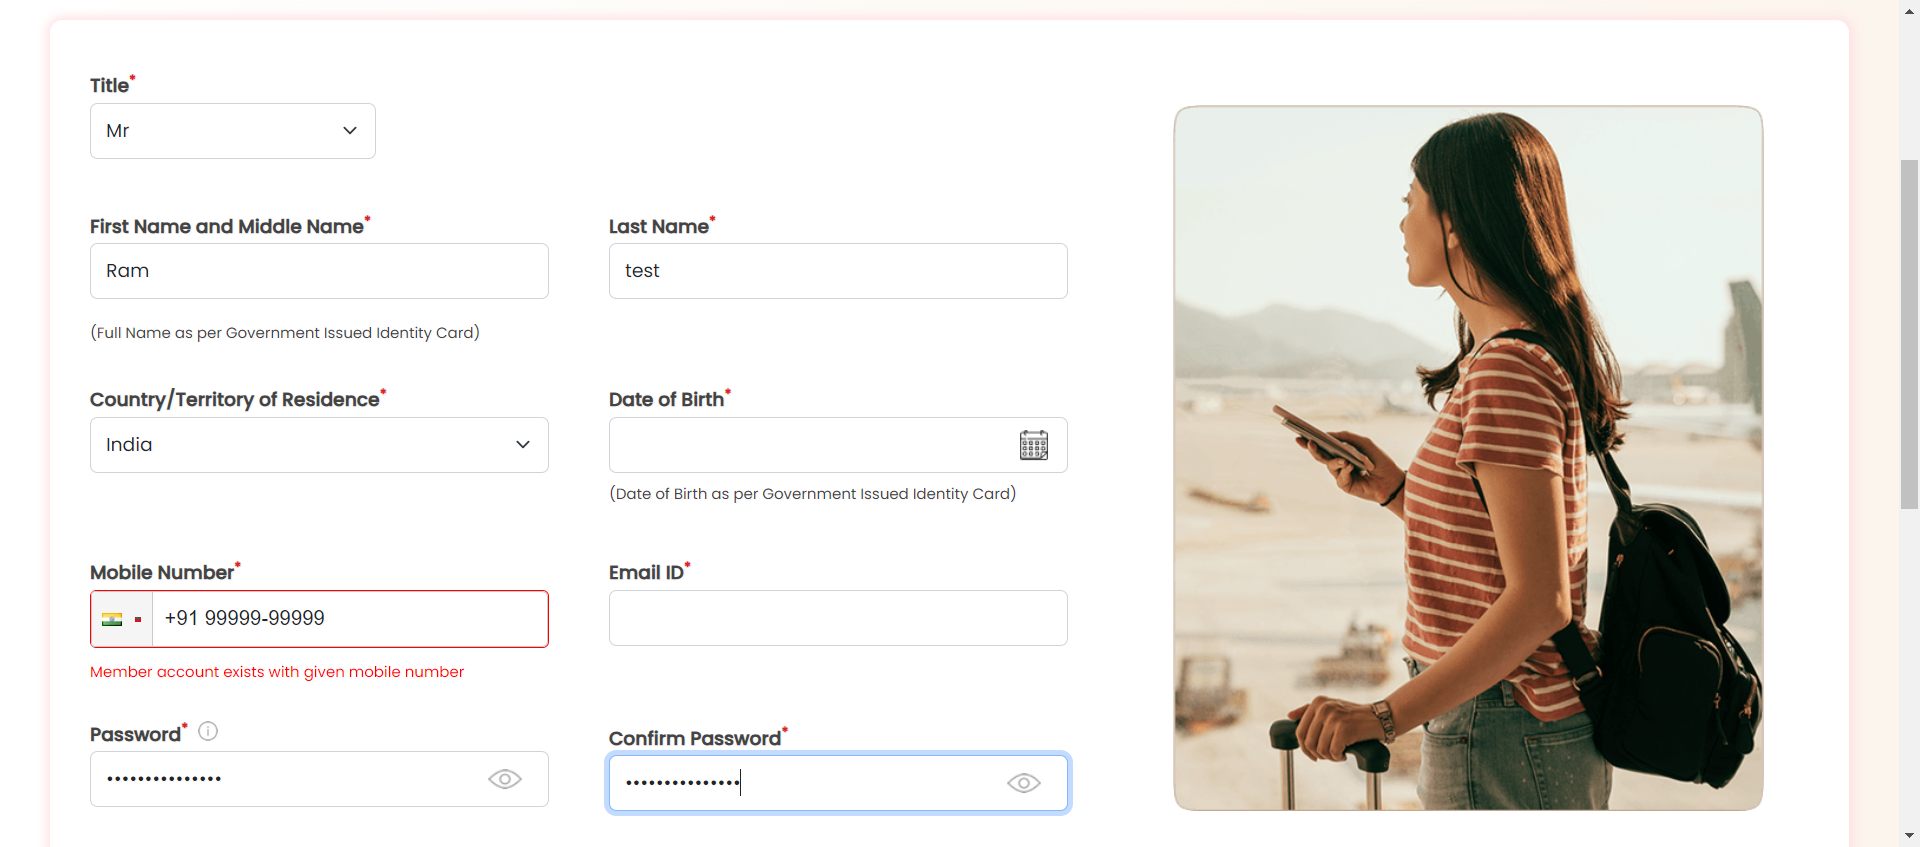 Title*
Mr
First Name and Middle Name*
Last Name*
Ram
test
(Full Name as per Government Issued Identity Card)
Country/Territory of Residence*
Date of Birth*
India
(Date of Birth as per Government Issued Identity Card)
Mobile Number*
Email ID*
+91 99999-99999
Member account exists with given mobile number
Password*
Confirm Password*
•••••••••••••••
•••••••••••••••